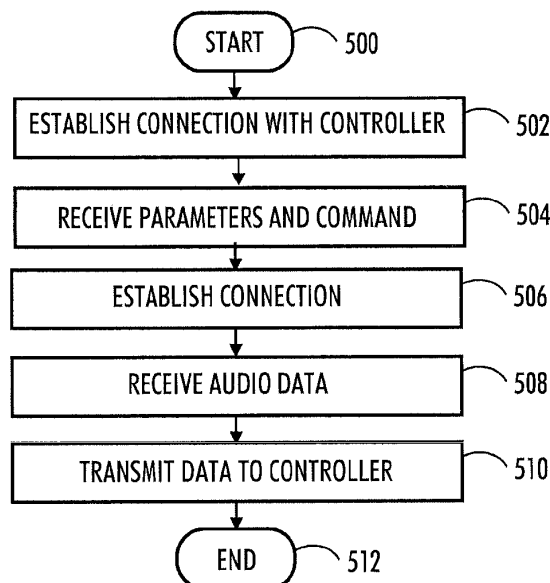 START 500
ESTABLISH CONNECTION WITH CONTROLLER 502
RECEIVE PARAMETERS AND COMMAND 504
ESTABLISH CONNECTION 506
RECEIVE AUDIO DATA 508
TRANSMIT DATA TO CONTROLLER 510
END 512